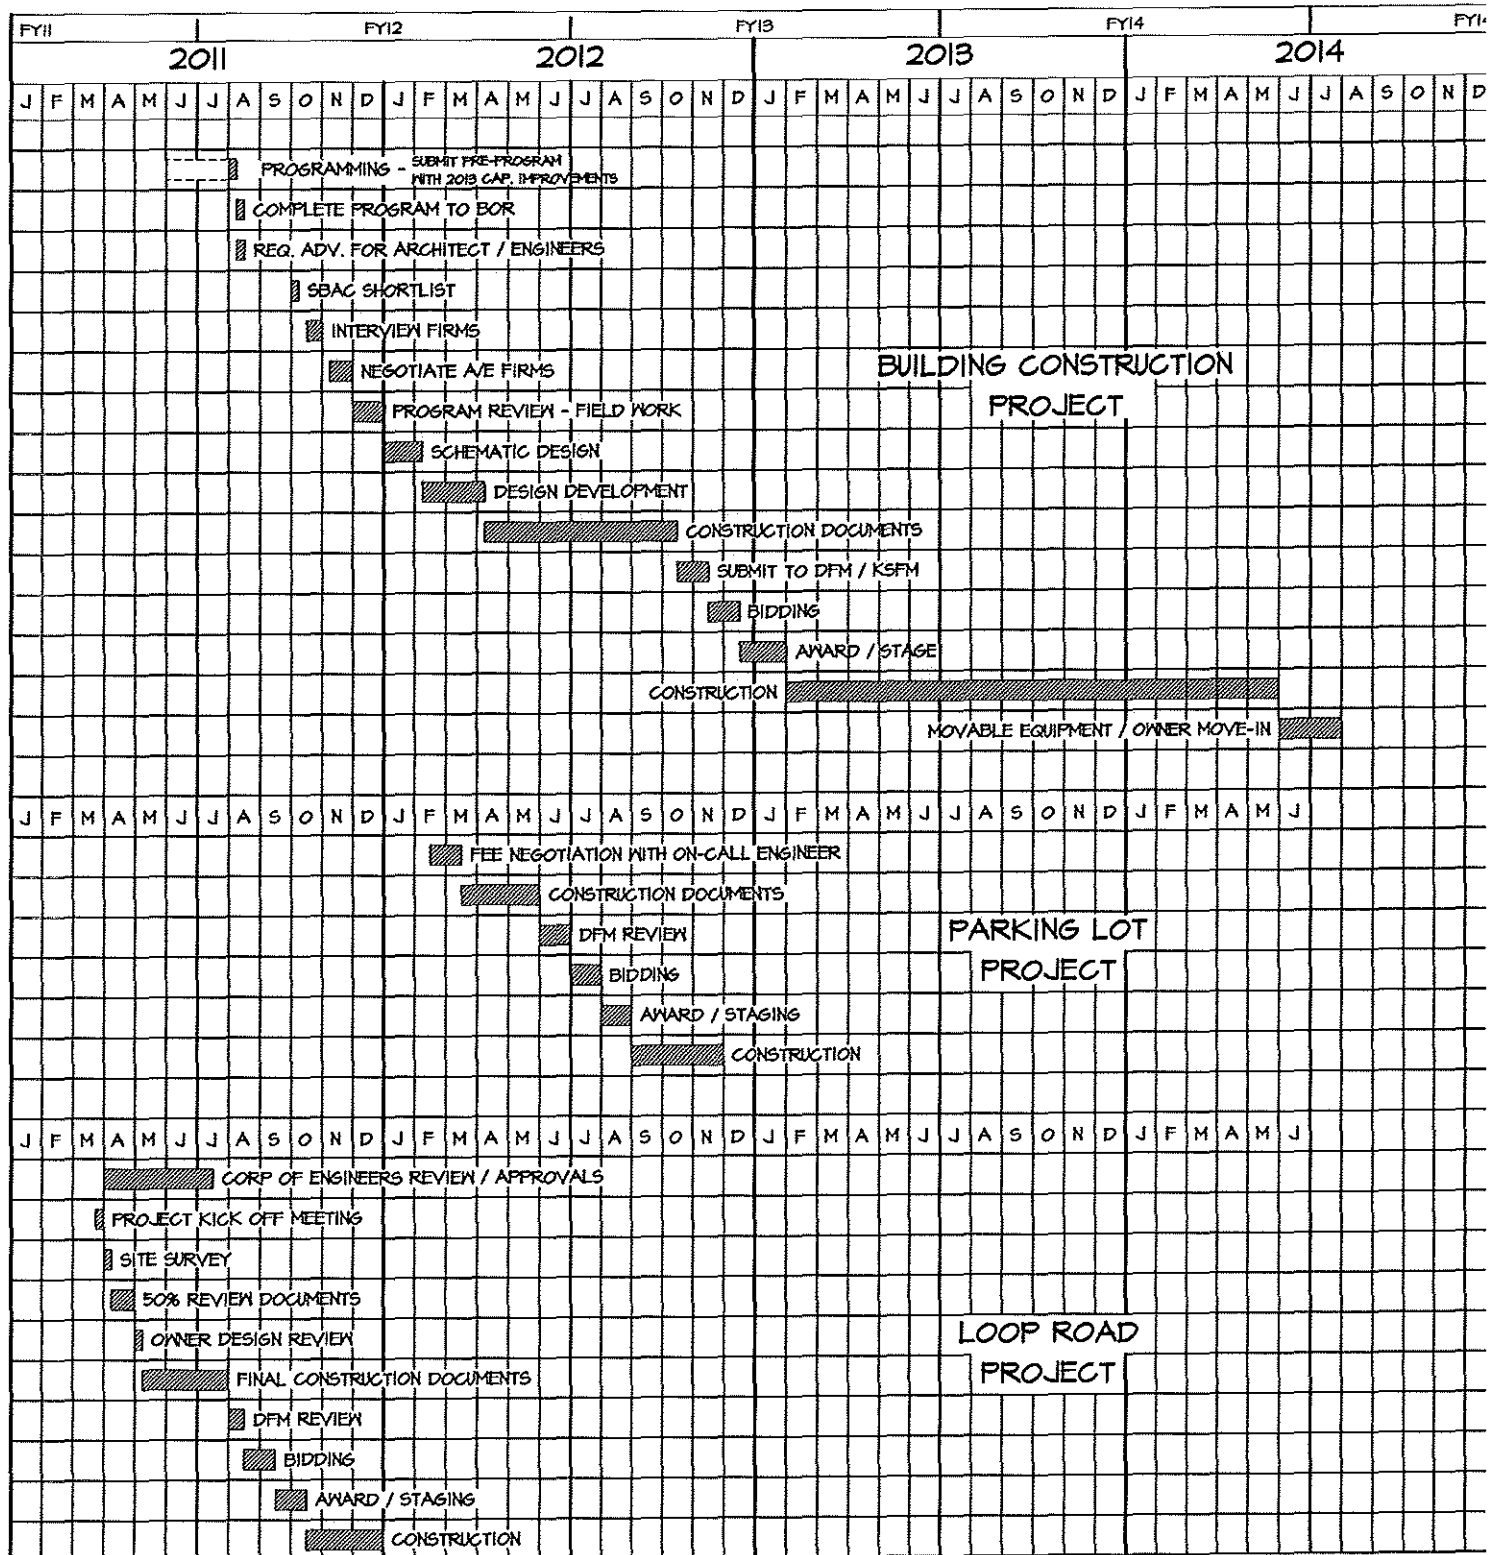 FY11 FY12 FY13 FY14 FY1
2011 2012 2013 2014
J F M A M J J A S O N D J F M A M J J A S O N D J F M A M J J A S O N D J F M A M J J A S O N D
PROGRAMMING - SUBMIT PRE-PROGRAM
WITH 2013 CAP. IMPROVEMENTS
COMPLETE PROGRAM TO BOR
REQ. ADV. FOR ARCHITECT / ENGINEERS
SBAC SHORTLIST
INTERVIEW FIRMS
BUILDING CONSTRUCTION
NEGOTIATE A/E FIRMS
PROJECT
PROGRAM REVIEW - FIELD WORK
SCHEMATIC DESIGN
DESIGN DEVELOPMENT
CONSTRUCTION DOCUMENTS
SUBMIT TO DFM / KSFM
BIDDING
AWARD / STAGE
CONSTRUCTION
MOVABLE EQUIPMENT / OWNER MOVE-IN
J F M A M J J A S O N D J F M A M J J A S O N D J F M A M J J A S O N D J F M A M J
FEE NEGOTIATION WITH ON-CALL ENGINEER
CONSTRUCTION DOCUMENTS
PARKING LOT
DFM REVIEW
PROJECT
BIDDING
AWARD / STAGING
CONSTRUCTION
J F M A M J J A S O N D J F M A M J J A S O N D J F M A M J J A S O N D J F M A M J
CORP OF ENGINEERS REVIEW / APPROVALS
PROJECT KICK OFF MEETING
SITE SURVEY
50% REVIEW DOCUMENTS
LOOP ROAD
OWNER DESIGN REVIEW
PROJECT
FINAL CONSTRUCTION DOCUMENTS
DFM REVIEW
BIDDING
AWARD / STAGING
CONSTRUCTION